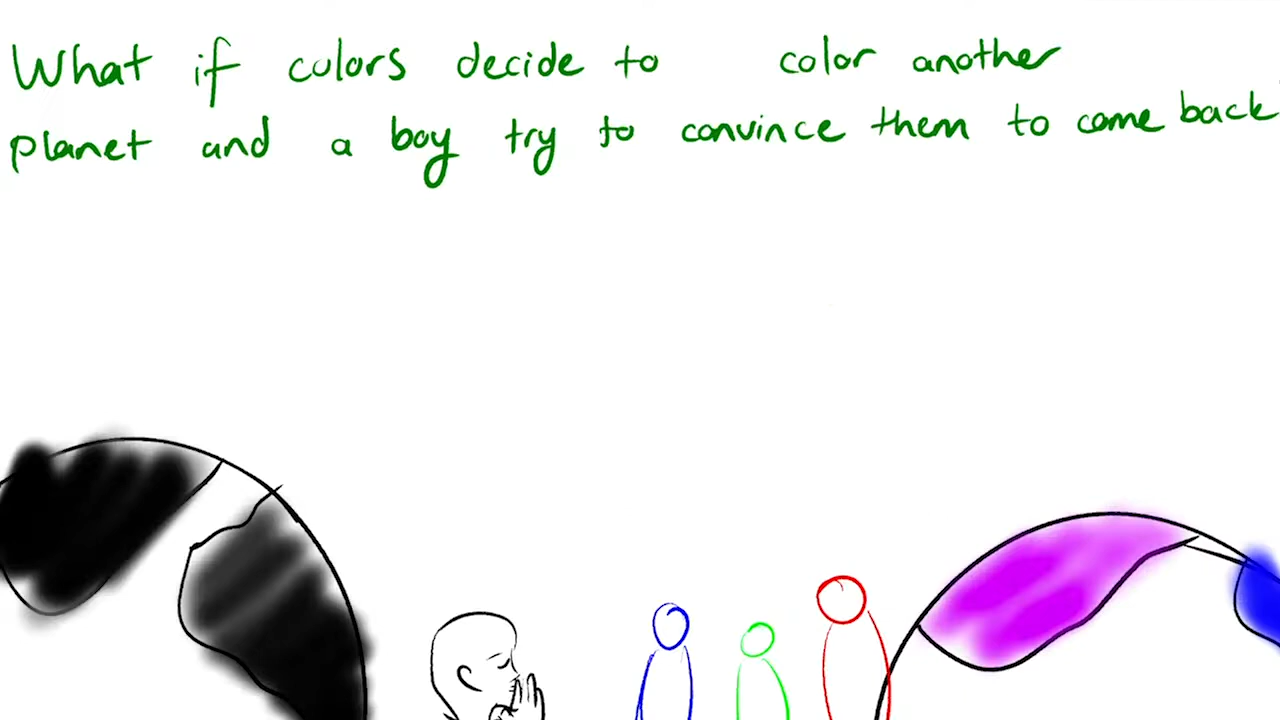 What if colors decide to color another
planet and a boy try to convince them to come back